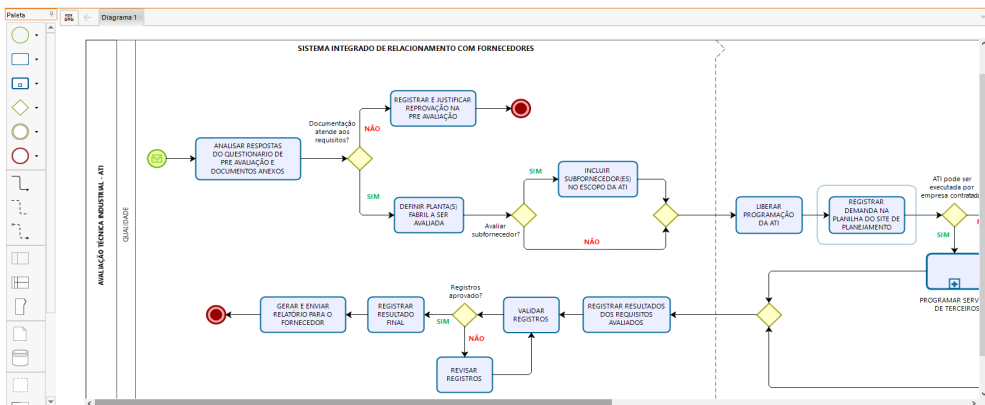 Paleta
Diagrama 1
SISTEMA INTEGRADO DE RELACIONAMENTO COM FORNECEDORES
AVALIAÇÃO TÉCNICA INDUSTRIAL - ATI
QUALIDADE
ANALISAR RESPOSTAS
DO QUESTIONARIO DE
PRE AVALIAÇÃO E
DOCUMENTOS ANEXOS
Documentação
atende aos
requisitos?
NÃO
REGISTRAR E JUSTIFICAR
REPROVAÇÃO NA
PRE AVALIAÇÃO
SIM
DEFINIR PLANTA(S)
FABRIL A SER
AVALIADA
Avaliar
subfornecedor?
SIM
INCLUIR
SUBFORNECEDOR(ES)
NO ESCOPO DA ATI
NÃO
LIBERAR
PROGRAMAÇÃO
DA ATI
REGISTRAR
DEMANDA NA
PLANILHA DO SITE DE
PLANEJAMENTO
ATI pode ser
executada por
empresa contratada
SIM
PROGRAMAR SERV
DE TERCEIROS
REGISTRAR RESULTADOS
DOS REQUISITOS
AVALIADOS
VALIDAR
REGISTROS
Registros
aprovado?
SIM
NÃO
REVISAR
REGISTROS
REGISTRAR
RESULTADO
FINAL
GERAR E ENVIAR
RELATÓRIO PARA O
FORNECEDOR